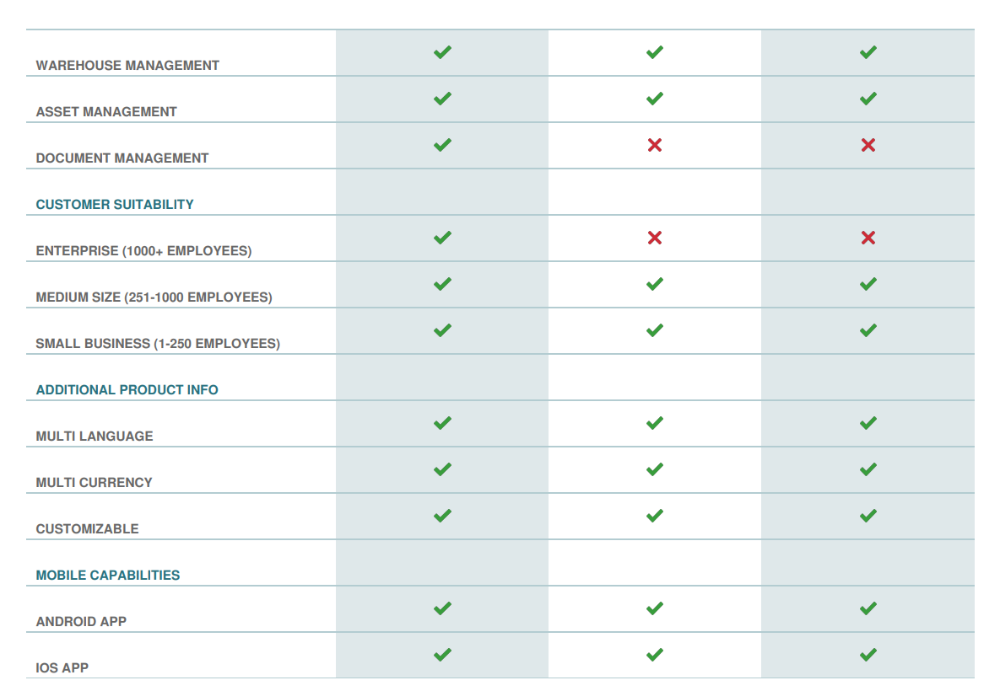 WAREHOUSE MANAGEMENT
ASSET MANAGEMENT
DOCUMENT MANAGEMENT
CUSTOMER SUITABILITY
ENTERPRISE (1000+ EMPLOYEES)
MEDIUM SIZE (251-1000 EMPLOYEES)
SMALL BUSINESS (1-250 EMPLOYEES)
ADDITIONAL PRODUCT INFO
MULTI LANGUAGE
MULTI CURRENCY
CUSTOMIZABLE
MOBILE CAPABILITIES
ANDROID APP
IOS APP